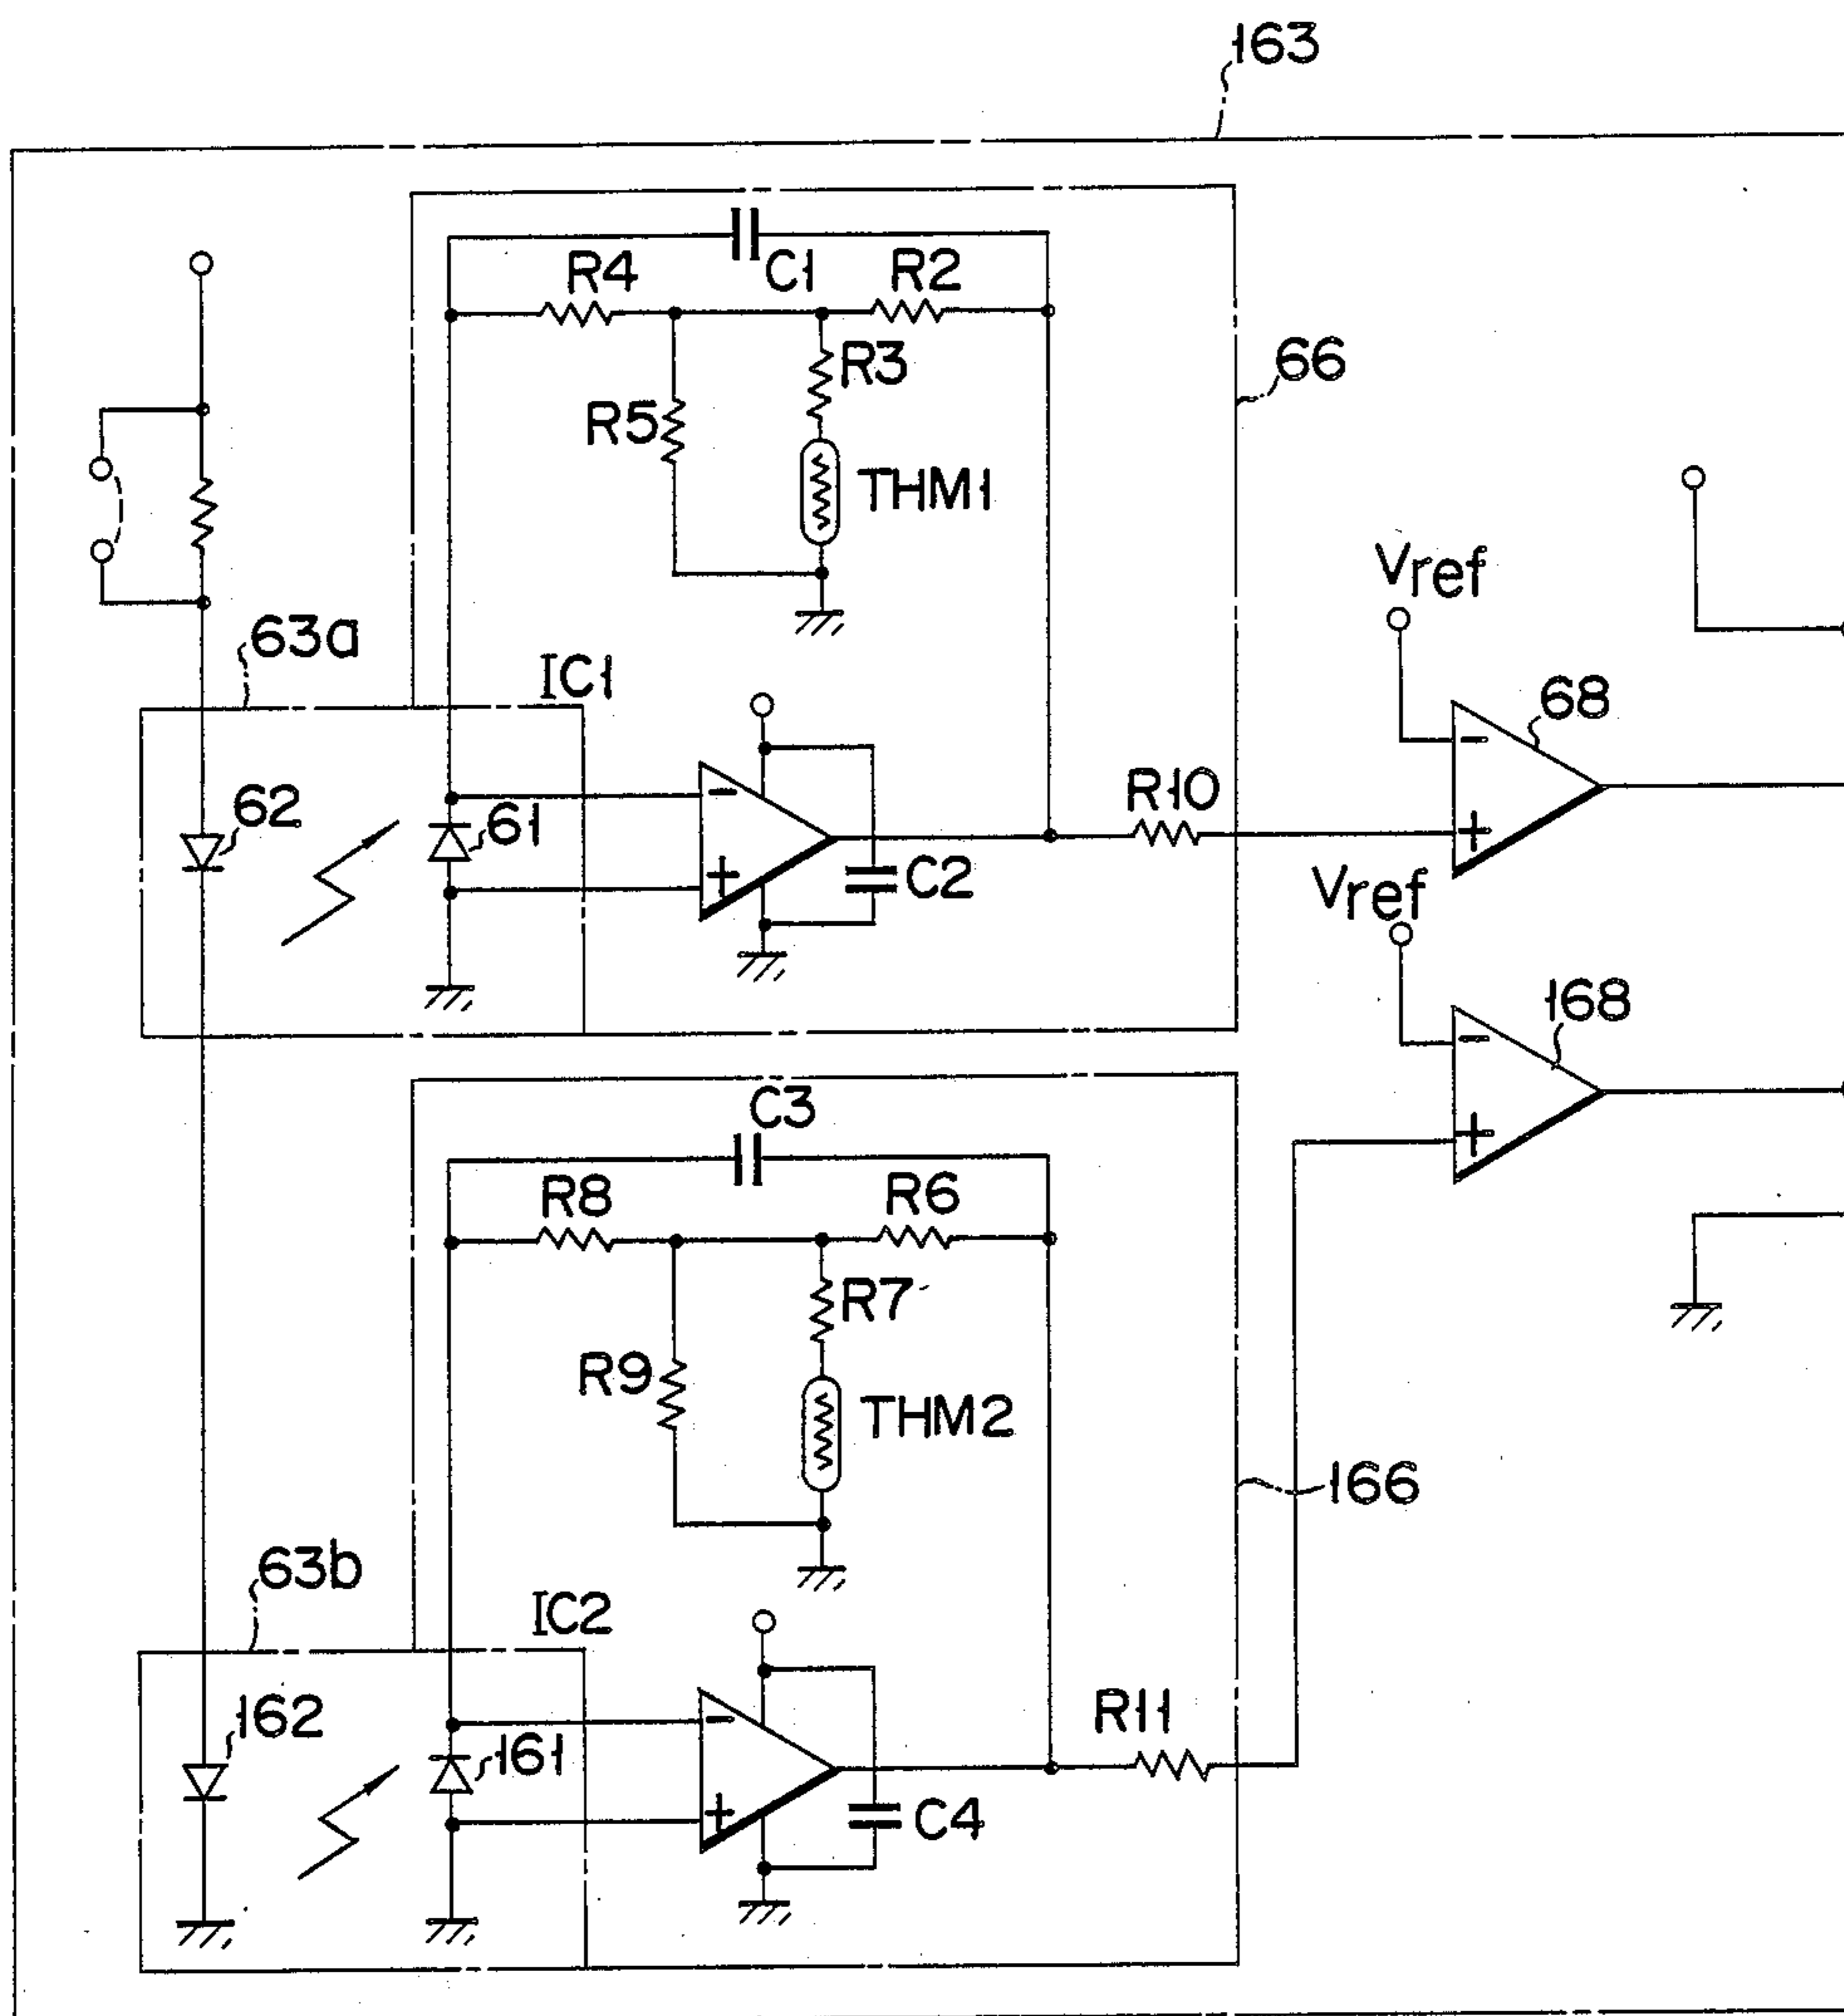 163
C1
R4
R2
R3
66
R5
THM1
Vref
63a
IC1
68
R10
62
61
-
+
-
+
C2
Vref
168
-
+
C3
R8
R6
R7
R9
THM2
166
63b
IC2
162
161
-
+
R11
C4